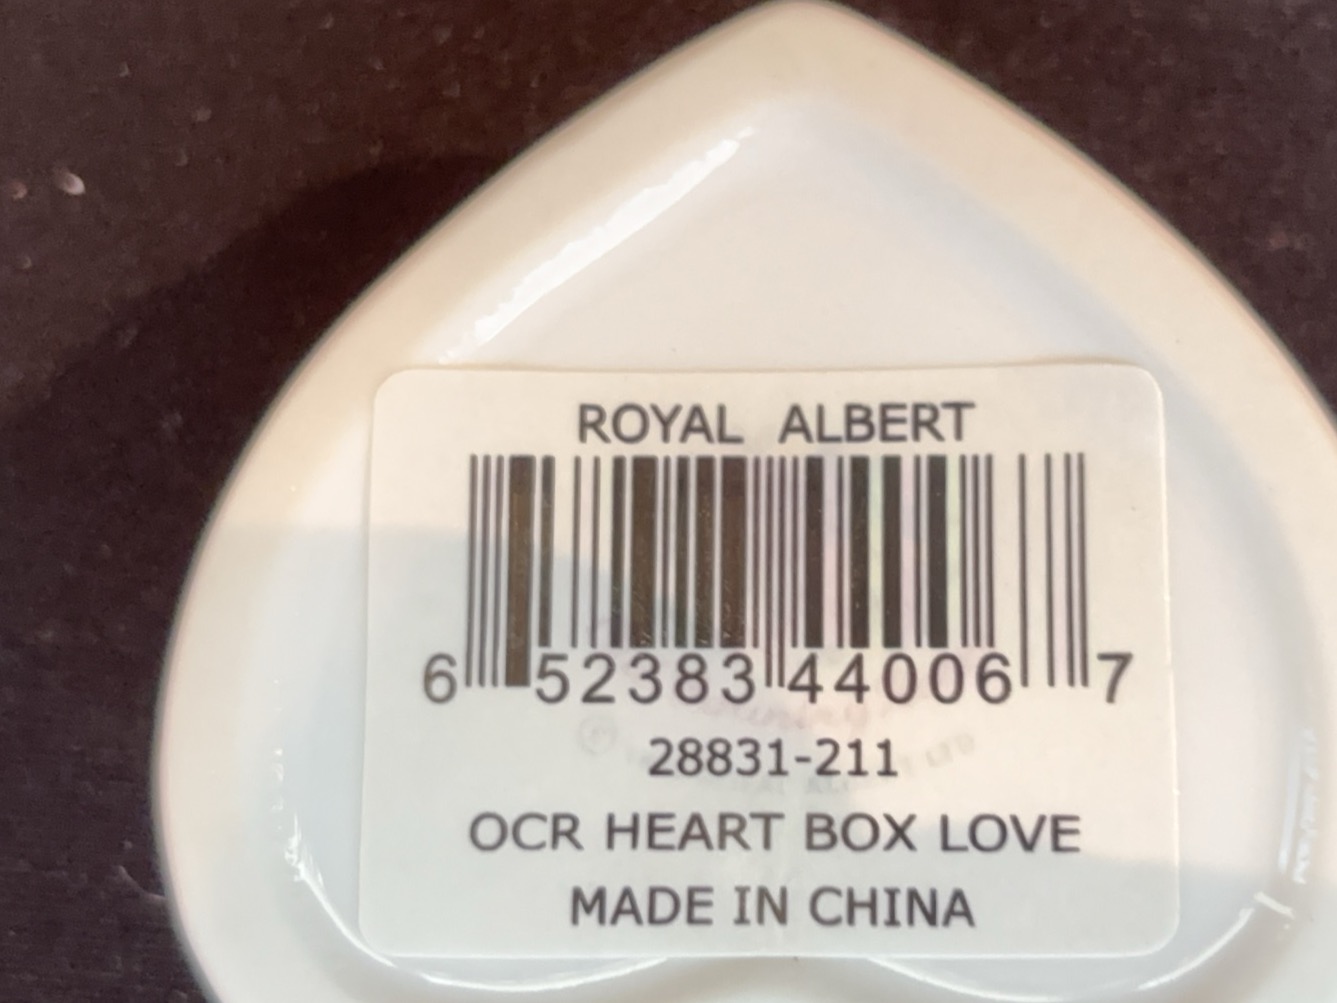 ROYAL ALBERT
6 52383 44006 7
28831-211
OCR HEART BOX LOVE
MADE IN CHINA